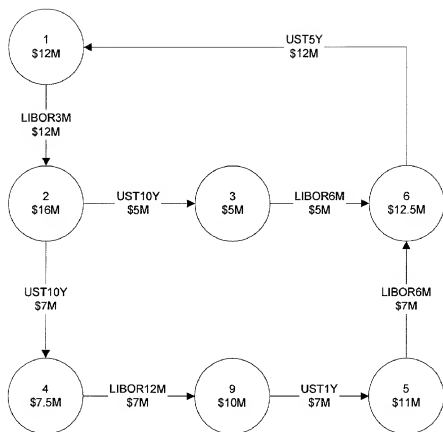 1
$12M
UST5Y
$12M
LIBOR3M
$12M
2
$16M
UST10Y
$5M
3
$5M
LIBOR6M
$5M
6
$12.5M
UST10Y
$7M
LIBOR6M
$7M
4
$7.5M
LIBOR12M
$7M
9
$10M
UST1Y
$7M
5
$11M